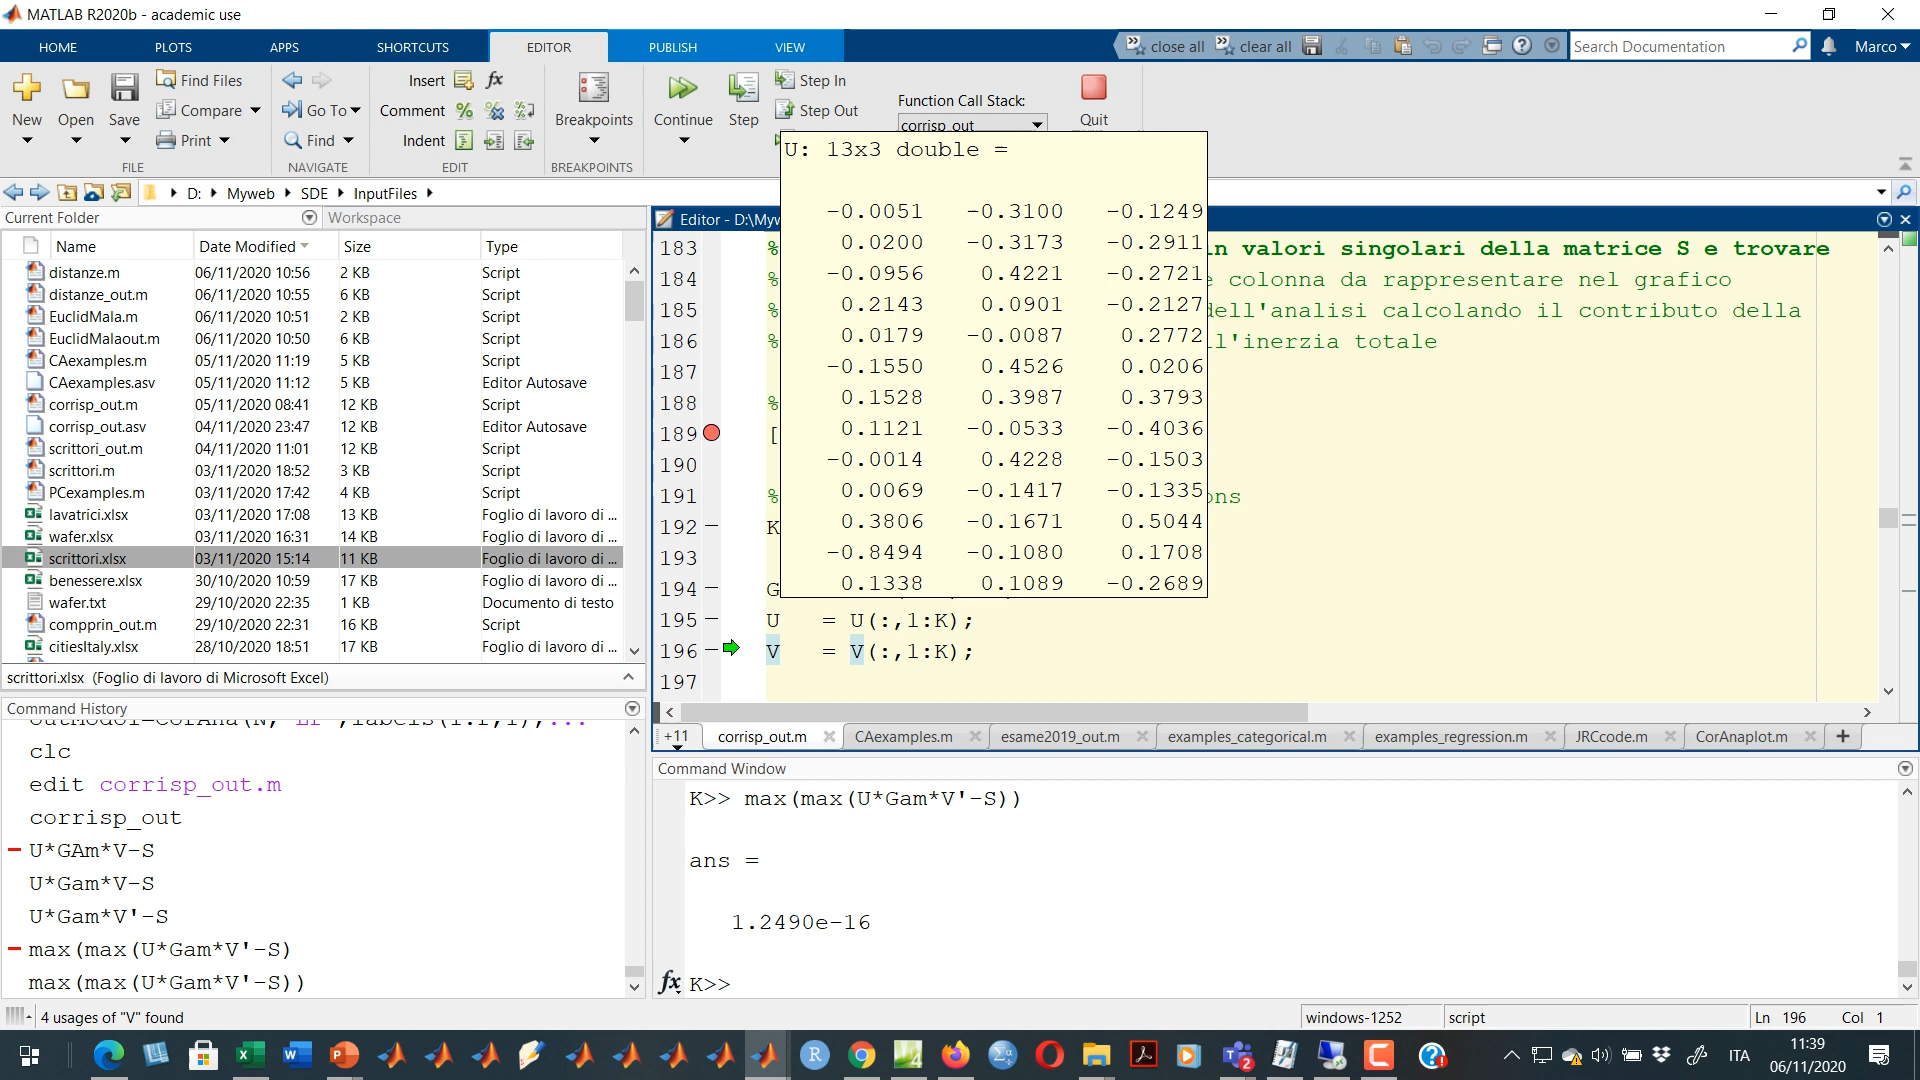 MATLAB R2020b - academic use
HOME PLOTS APPS SHORTCUTS EDITOR PUBLISH VIEW close all clear all Search Documentation Marco
New Open Save Find Files Compare Print Go To Find Insert fx Comment Indent Breakpoints Continue Step Step In Step Out Function Call Stack: corrisp_out Quit
FILE NAVIGATE EDIT BREAKPOINTS
D: Myweb SDE InputFiles
Current Folder Workspace
Name Date Modified Size Type
distanze.m 06/11/2020 10:56 2 KB Script
distanze_out.m 06/11/2020 10:55 6 KB Script
EuclidMala.m 06/11/2020 10:51 2 KB Script
EuclidMalaout.m 06/11/2020 10:50 6 KB Script
CAexamples.m 05/11/2020 11:19 5 KB Script
CAexamples.asv 05/11/2020 11:12 5 KB Editor Autosave
corrisp_out.m 05/11/2020 08:41 12 KB Script
corrisp_out.asv 04/11/2020 23:47 12 KB Editor Autosave
scrittori_out.m 04/11/2020 11:01 12 KB Script
scrittori.m 03/11/2020 18:52 3 KB Script
PCexamples.m 03/11/2020 17:42 4 KB Script
lavatrici.xlsx 03/11/2020 17:08 13 KB Foglio di lavoro di ...
wafer.xlsx 03/11/2020 16:31 14 KB Foglio di lavoro di ...
scrittori.xlsx 03/11/2020 15:14 11 KB Foglio di lavoro di ...
benessere.xlsx 30/10/2020 10:59 17 KB Foglio di lavoro di ...
wafer.txt 29/10/2020 22:35 1 KB Documento di testo
compprin_out.m 29/10/2020 22:31 16 KB Script
citiesItaly.xlsx 28/10/2020 18:51 17 KB Foglio di lavoro di ...
scrittori.xlsx (Foglio di lavoro di Microsoft Excel)
Command History
clc
edit corrisp_out.m
corrisp_out
U*GAm*V-S
U*Gam*V-S
U*Gam*V'-S
max(max(U*Gam*V'-S)
max(max(U*Gam*V'-S))
4 usages of "V" found
U: 13x3 double =
-0.0051 -0.3100 -0.1249
0.0200 -0.3173 -0.2911
-0.0956 0.4221 -0.2721
0.2143 0.0901 -0.2127
0.0179 -0.0087 0.2772
-0.1550 0.4526 0.0206
0.1528 0.3987 0.3793
0.1121 -0.0533 -0.4036
-0.0014 0.4228 -0.1503
0.0069 -0.1417 -0.1335
0.3806 -0.1671 0.5044
-0.8494 -0.1080 0.1708
0.1338 0.1089 -0.2689
Editor - D:\Myw
183 % in valori singolari della matrice S e trovare
184 % e colonna da rappresentare nel grafico
185 % dell'analisi calcolando il contributo della
186 % ll'inerzia totale
187
188 %
189 [
190
191 % ons
192 – K
193
194 – G
195 – U = U(:,1:K);
196 – V = V(:,1:K);
197
+11 corrisp_out.m CAexamples.m esame2019_out.m examples_categorical.m examples_regression.m JRCcode.m CorAnaplot.m +
Command Window
K>> max(max(U*Gam*V'-S))
ans =
1.2490e-16
fx K>>
windows-1252 script Ln 196 Col 1
ITA 11:39
06/11/2020